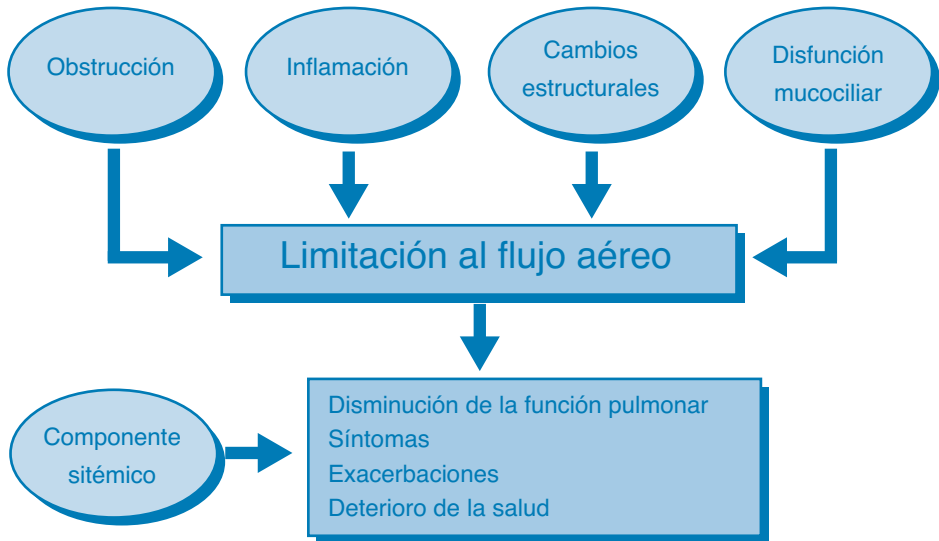 Obstrucción
Inflamación
Cambios
estructurales
Disfunción
mucociliar
Limitación al flujo aéreo
Componente
sitémico
Disminución de la función pulmonar
Síntomas
Exacerbaciones
Deterioro de la salud